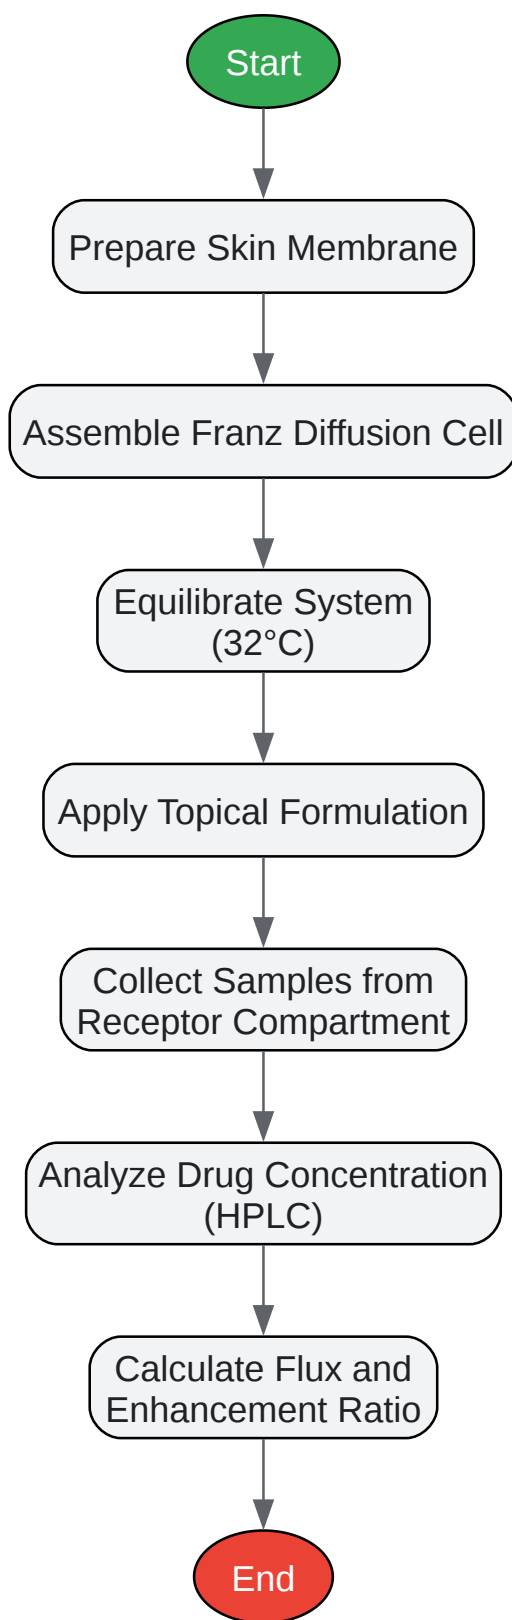 Start
Prepare Skin Membrane
Assemble Franz Diffusion Cell
Equilibrate System
(32°C)
Apply Topical Formulation
Collect Samples from
Receptor Compartment
Analyze Drug Concentration
(HPLC)
Calculate Flux and
Enhancement Ratio
End